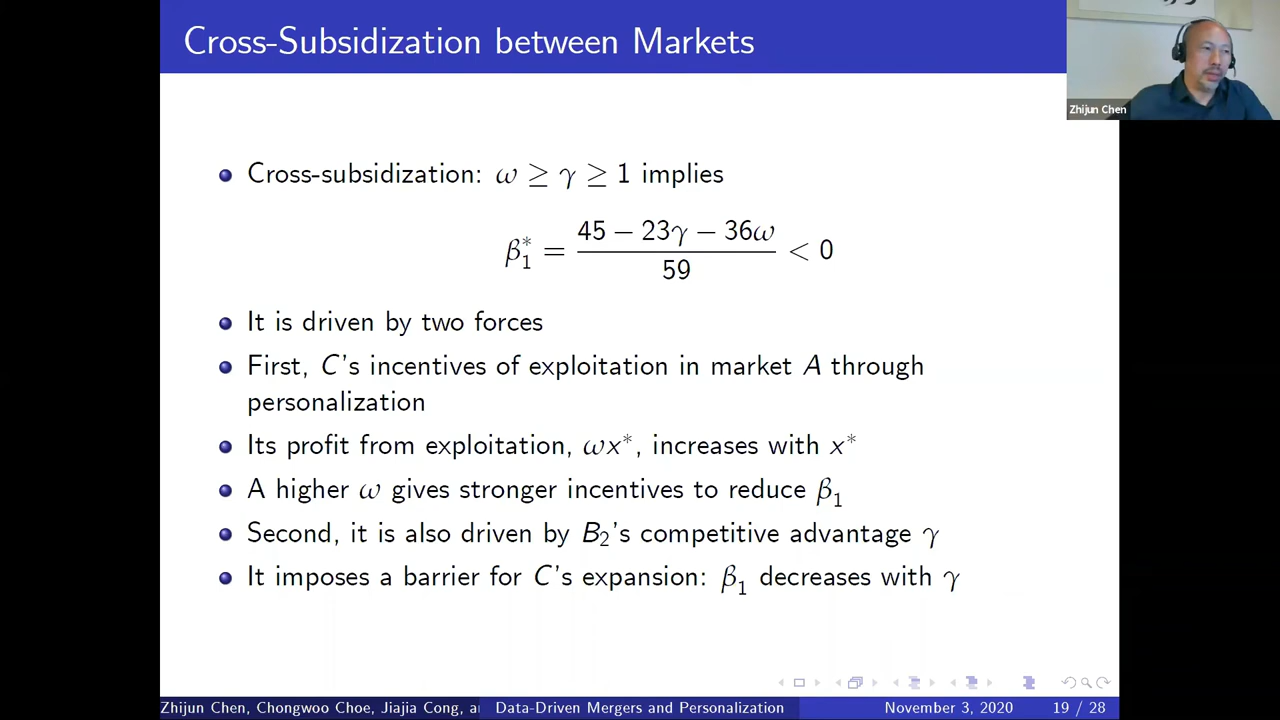 Cross-Subsidization between Markets
Zhijun Chen
Cross-subsidization: ω ≥ γ ≥ 1 implies
β₁* = (45 − 23γ − 36ω) / 59 < 0
It is driven by two forces
First, C's incentives of exploitation in market A through
personalization
Its profit from exploitation, ωx*, increases with x*
A higher ω gives stronger incentives to reduce β₁
Second, it is also driven by B₂'s competitive advantage γ
It imposes a barrier for C's expansion: β₁ decreases with γ
Zhijun Chen, Chongwoo Choe, Jiajia Cong, a
Data-Driven Mergers and Personalization
November 3, 2020
19 / 28